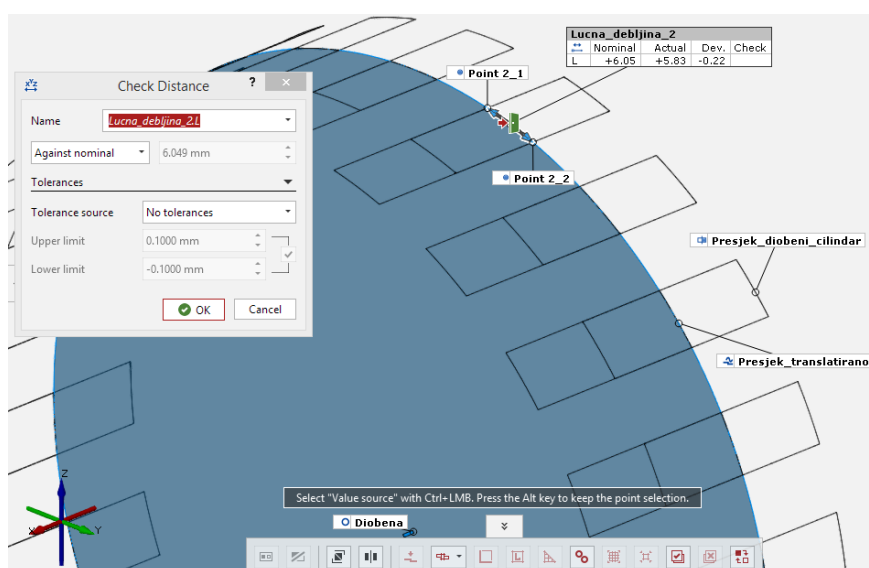 Lucna_debljina_2
Nominal Actual Dev. Check
L +6.05 +5.83 -0.22
Point 2_1
Check Distance ? ×
Name Lucna_debljina_2.L
Against nominal 6.049 mm
Tolerances
Tolerance source No tolerances
Upper limit 0.1000 mm
Lower limit -0.1000 mm
OK Cancel
Point 2_2
Presjek_diobeni_cilindar
Presjek_translatirano
Z
X Y
Select "Value source" with Ctrl+LMB. Press the Alt key to keep the point selection.
Diobena